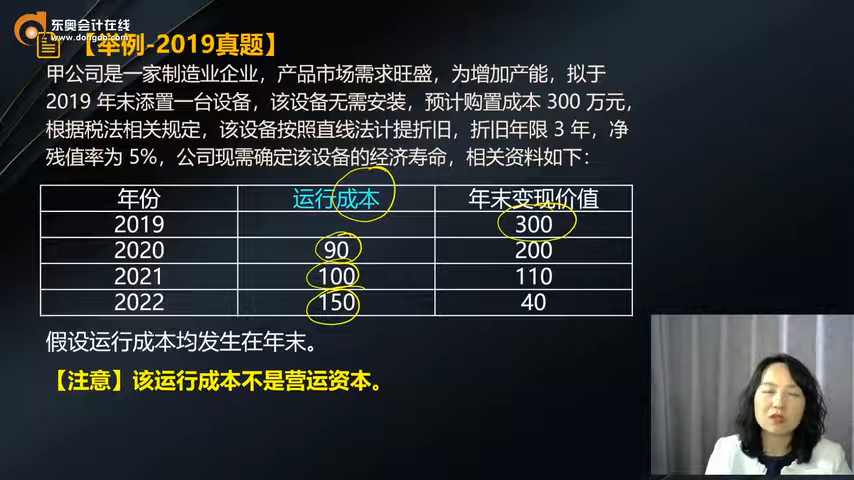 东奥会计在线
www.dongao.com
【举例-2019真题】
甲公司是一家制造业企业，产品市场需求旺盛，为增加产能，拟于
2019 年末添置一台设备，该设备无需安装，预计购置成本 300 万元，
根据税法相关规定，该设备按照直线法计提折旧，折旧年限 3 年，净
残值率为 5%，公司现需确定该设备的经济寿命，相关资料如下：
年份 运行成本 年末变现价值
2019 300
2020 90 200
2021 100 110
2022 150 40
假设运行成本均发生在年末。
【注意】该运行成本不是营运资本。